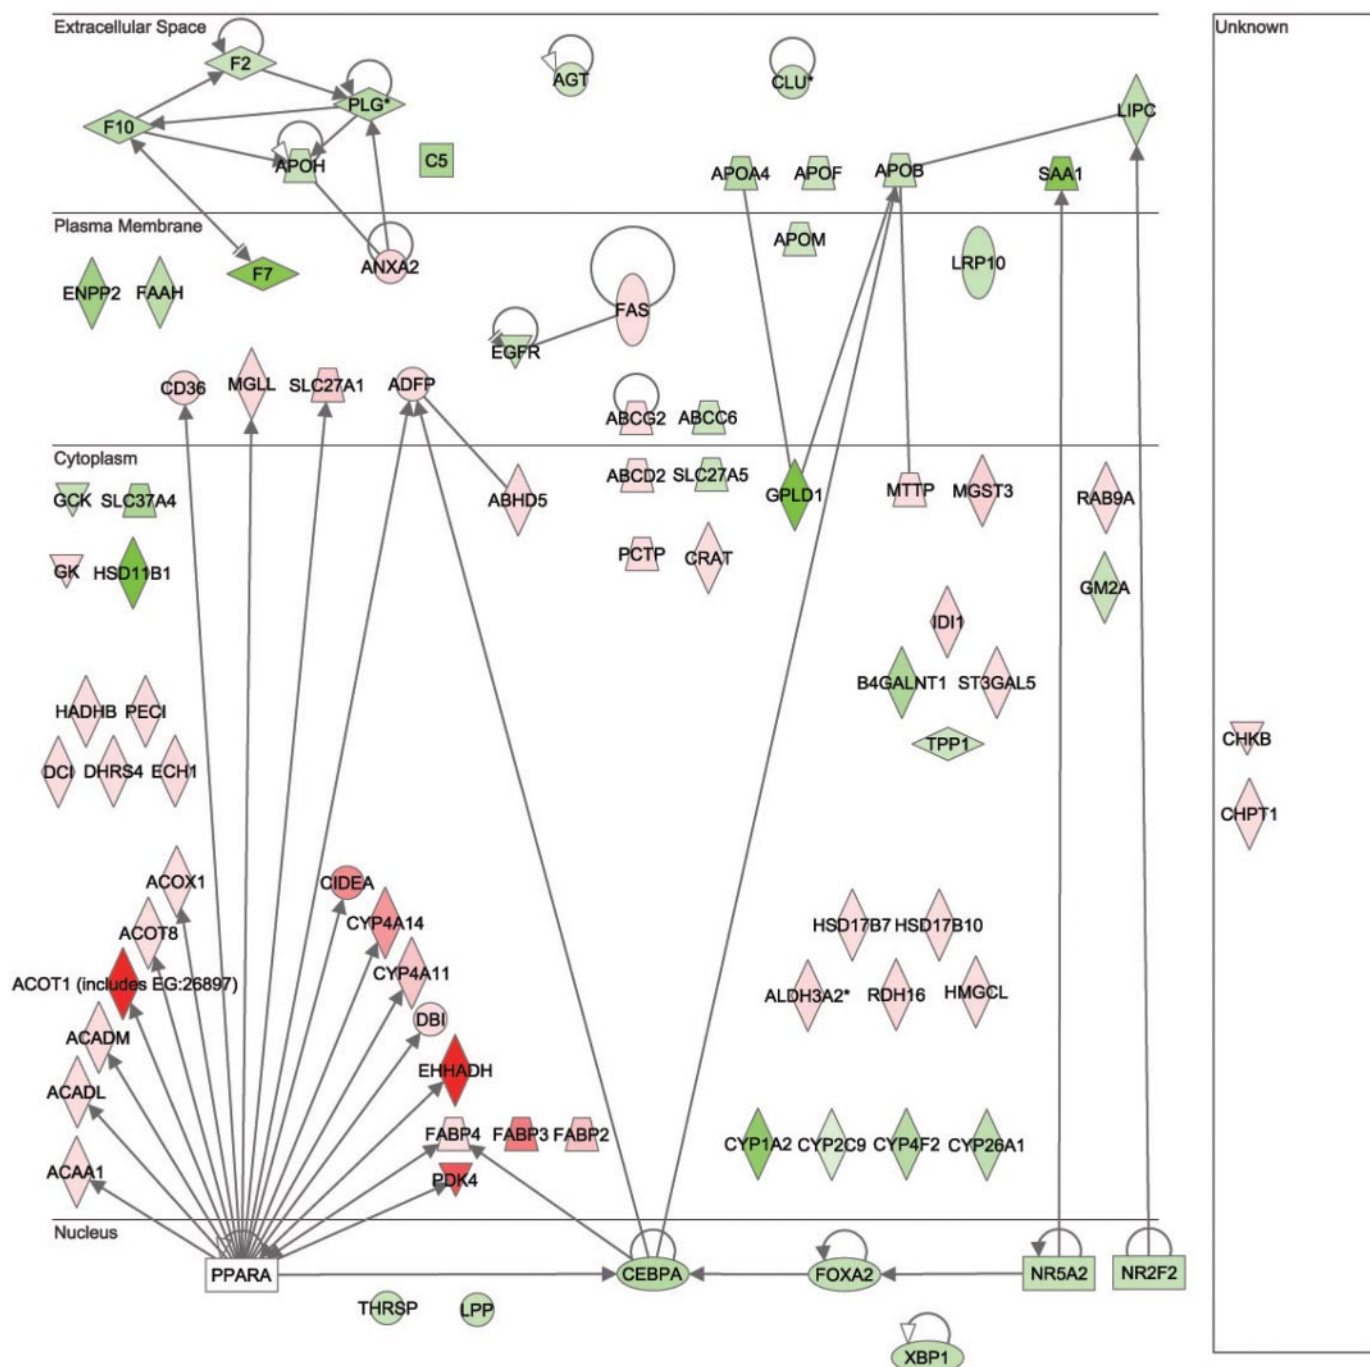 Extracellular Space
Unknown
F2
AGT
CLU*
PLG*
LIPC
F10
APOH
C5
APOA4
APOF
APOB
SAA1
Plasma Membrane
APOM
LRP10
ENPP2
FAAH
F7
ANXA2
FAS
EGFR
CD36
MGLL
SLC27A1
ADFP
ABCG2
ABCC6
Cytoplasm
GCK
SLC37A4
ABHD5
ABCD2
SLC27A5
GPLD1
MTTP
MGST3
RAB9A
GK
HSD11B1
PCTP
CRAT
GM2A
IDI1
B4GALNT1
ST3GAL5
HADHB
PECI
TPP1
CHKB
DCI
DHRS4
ECH1
CHPT1
ACOX1
CIDEA
ACOT8
CYP4A14
HSD17B7
HSD17B10
ACOT1 (includes EG:26897)
CYP4A11
ALDH3A2*
RDH16
HMGCL
DBI
ACADM
EHHADH
ACADL
FABP4
FABP3
FABP2
CYP1A2
CYP2C9
CYP4F2
CYP26A1
ACAA1
PDK4
Nucleus
PPARA
CEBPA
FOXA2
NR5A2
NR2F2
THRSP
LPP
XBP1